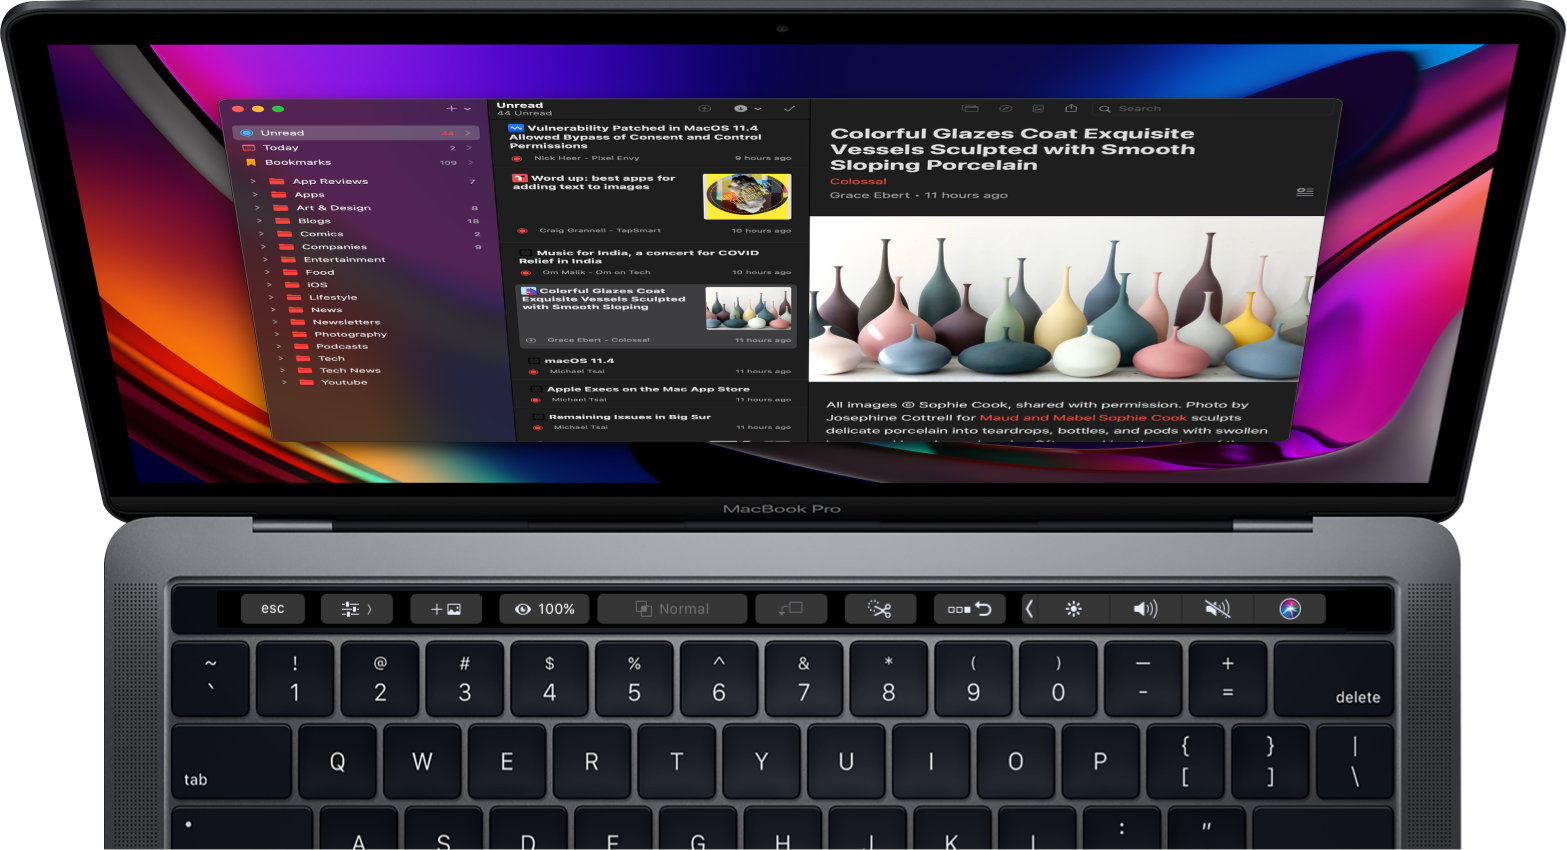 Unread 44
Today 2
Bookmarks 109
App Reviews 7
Apps
Art & Design 8
Blogs 18
Comics 2
Companies 9
Entertainment
Food
iOS
Lifestyle
News
Newsletters
Photography
Podcasts
Tech
Tech News
Youtube
Unread
44 Unread
Vulnerability Patched in MacOS 11.4
Allowed Bypass of Consent and Control
Permissions
Nick Heer – Pixel Envy 9 hours ago
Word up: best apps for
adding text to images
Craig Grannell – TapSmart 10 hours ago
Music for India, a concert for COVID
Relief in India
Om Malik – Om on Tech 10 hours ago
Colorful Glazes Coat
Exquisite Vessels Sculpted
with Smooth Sloping
Grace Ebert – Colossal 11 hours ago
macOS 11.4
Michael Tsai 11 hours ago
Apple Execs on the Mac App Store
Michael Tsai 11 hours ago
Remaining Issues in Big Sur
Michael Tsai 11 hours ago
Search
Colorful Glazes Coat Exquisite
Vessels Sculpted with Smooth
Sloping Porcelain
Colossal
Grace Ebert • 11 hours ago
All images © Sophie Cook, shared with permission. Photo by
Josephine Cottrell for Maud and Mabel Sophie Cook sculpts
delicate porcelain into teardrops, bottles, and pods with swollen
MacBook Pro
esc 100% Normal
~ ! @ # $ % ^ & * ( ) — +
` 1 2 3 4 5 6 7 8 9 0 - = delete
tab Q W E R T Y U I O P { [ } ] | \
A S D F G H J K L : "